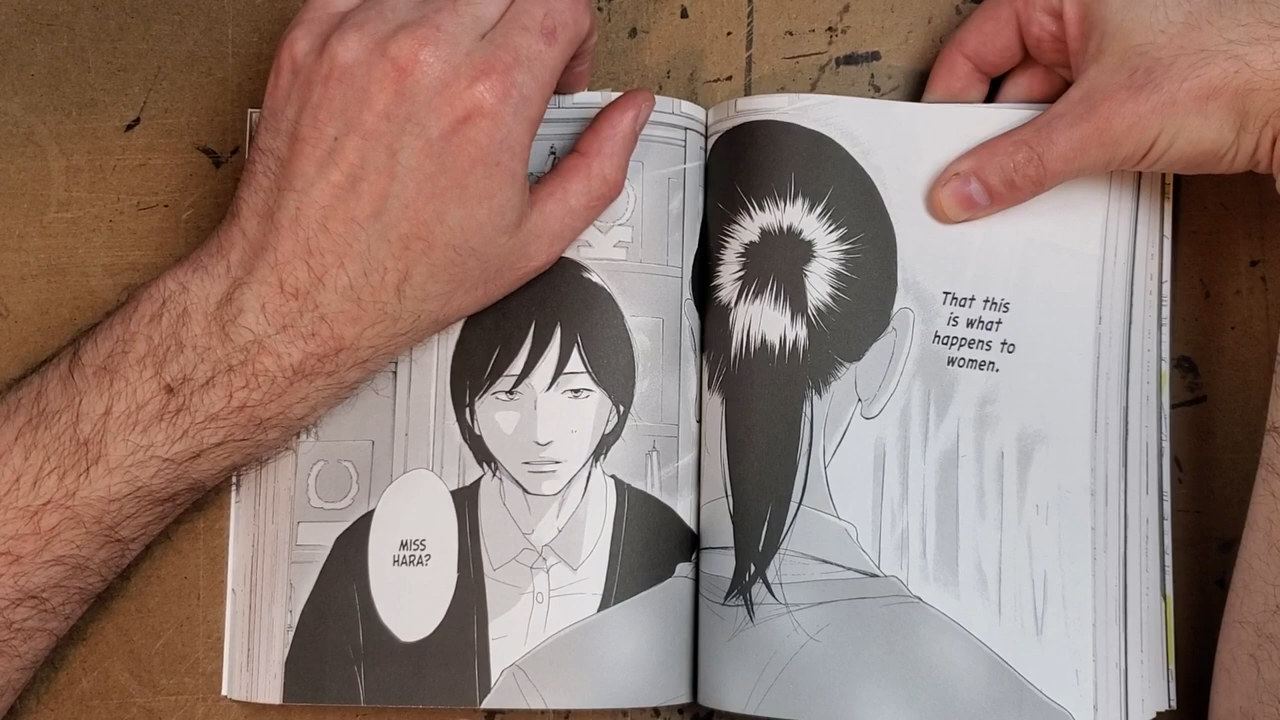 MISS
HARA?
That this
is what
happens to
women.